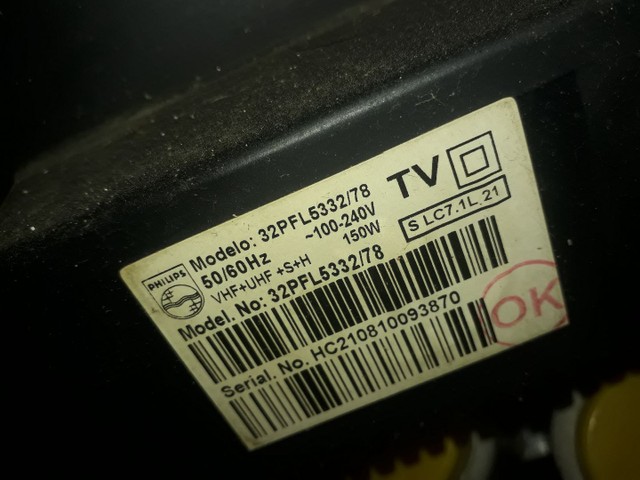 PHILIPS
Modelo: 32PFL5332/78
50/60Hz ~100-240V
VHF+UHF +S+H 150W
TV
S LC7.1L 21
Model. No: 32PFL5332/78
Serial. No. HC210810093870
OK